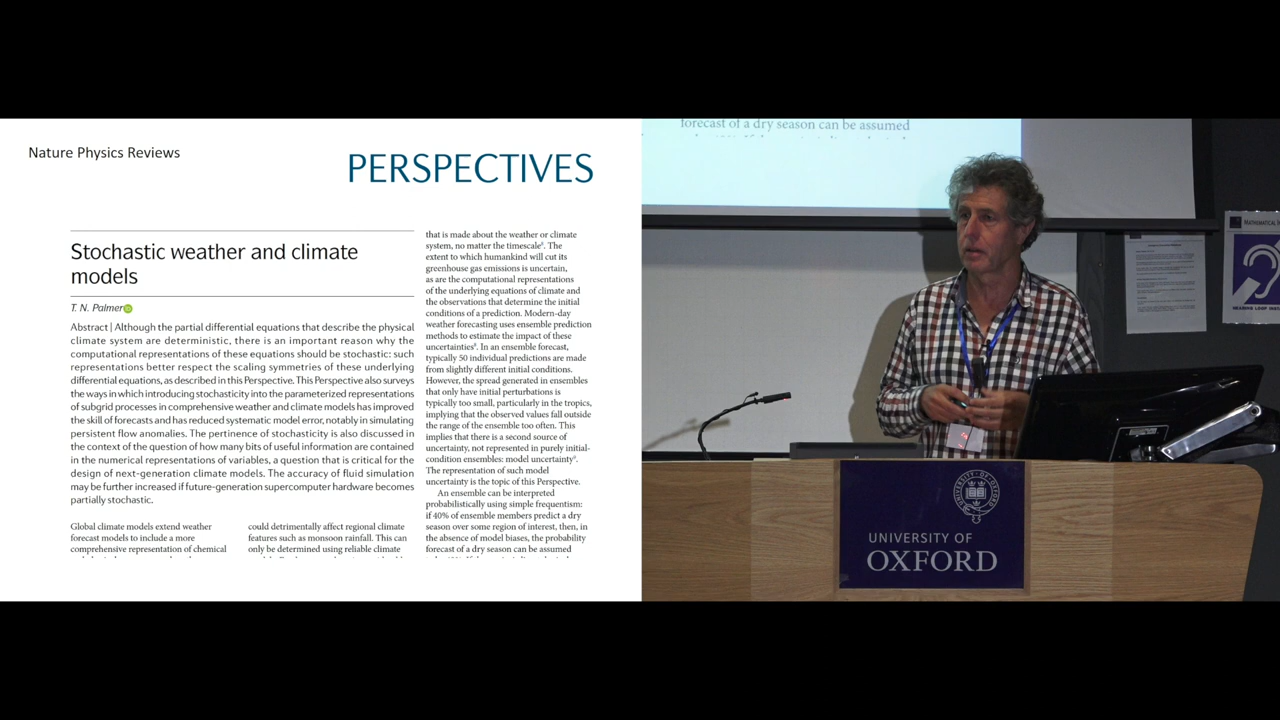 Nature Physics Reviews
PERSPECTIVES
Stochastic weather and climate
models
T. N. Palmer
Abstract | Although the partial differential equations that describe the physical
climate system are deterministic, there is an important reason why the
computational representations of these equations should be stochastic: such
representations better respect the scaling symmetries of these underlying
differential equations, as described in this Perspective. This Perspective also surveys
the ways in which introducing stochasticity into the parameterized representations
of subgrid processes in comprehensive weather and climate models has improved
the skill of forecasts and has reduced systematic model error, notably in simulating
persistent flow anomalies. The pertinence of stochasticity is also discussed in
the context of the question of how many bits of useful information are contained
in the numerical representations of variables, a question that is critical for the
design of next-generation climate models. The accuracy of fluid simulation
may be further increased if future-generation supercomputer hardware becomes
partially stochastic.
Global climate models extend weather
forecast models to include a more
comprehensive representation of chemical
could detrimentally affect regional climate
features such as monsoon rainfall. This can
only be determined using reliable climate
that is made about the weather or climate
system, no matter the timescale
. The
extent to which humankind will cut its
greenhouse gas emissions is uncertain,
as are the computational representations
of the underlying equations of climate and
the observations that determine the initial
conditions of a prediction. Modern-day
weather forecasting uses ensemble prediction
methods to estimate the impact of these
uncertainties
. In an ensemble forecast,
typically 50 individual predictions are made
from slightly different initial conditions.
However, the spread generated in ensembles
that only have initial perturbations is
typically too small, particularly in the tropics,
implying that the observed values fall outside
the range of the ensemble too often. This
implies that there is a second source of
uncertainty, not represented in purely initial-
condition ensembles: model uncertainty
.
The representation of such model
uncertainty is the topic of this Perspective.
An ensemble can be interpreted
probabilistically using simple frequentism:
if 40% of ensemble members predict a dry
season over some region of interest, then, in
the absence of model biases, the probability
forecast of a dry season can be assumed
forecast of a dry season can be assumed
UNIVERSITY OF
OXFORD